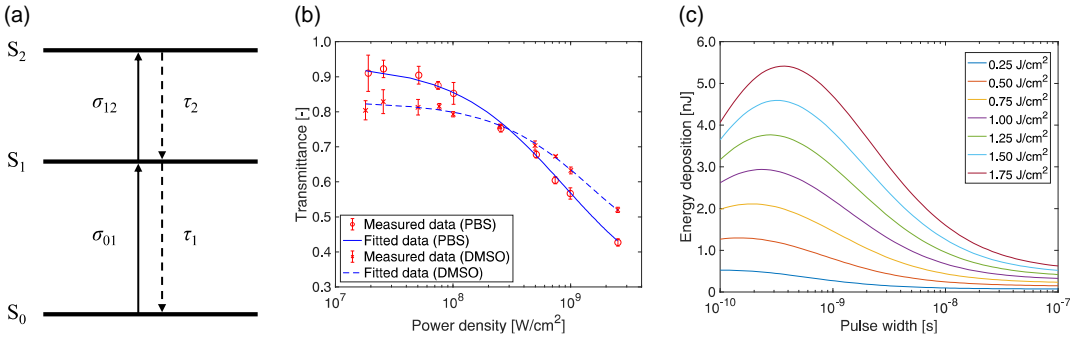 (a)
S2
σ12
τ2
S1
σ01
τ1
S0
(b)
Transmittance [-]
1.0
0.9
0.8
0.7
0.6
0.5
0.4
0.3
Measured data (PBS)
Fitted data (PBS)
Measured data (DMSO)
Fitted data (DMSO)
10^7
10^8
10^9
Power density [W/cm^2]
(c)
Energy deposition [nJ]
6.0
5.0
4.0
3.0
2.0
1.0
0
0.25 J/cm^2
0.50 J/cm^2
0.75 J/cm^2
1.00 J/cm^2
1.25 J/cm^2
1.50 J/cm^2
1.75 J/cm^2
10^-10
10^-9
10^-8
10^-7
Pulse width [s]